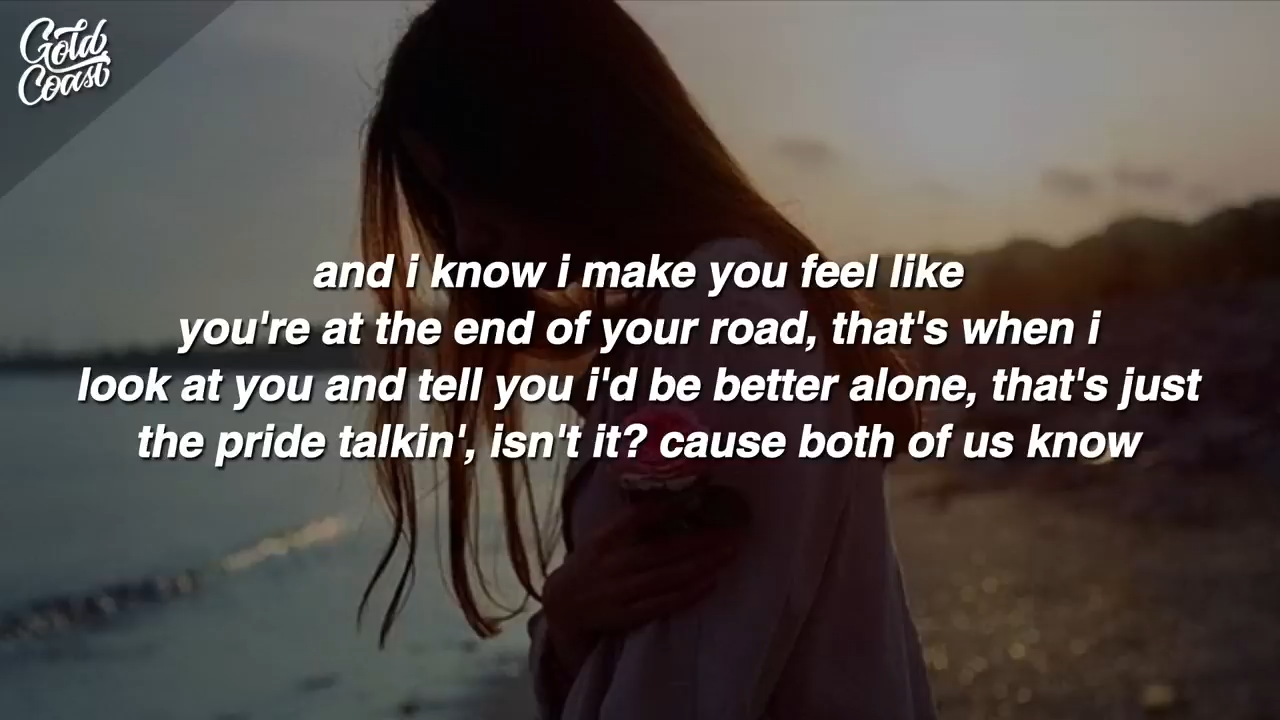 Gold
Coast
and i know i make you feel like
you're at the end of your road, that's when i
look at you and tell you i'd be better alone, that's just
the pride talkin', isn't it? cause both of us know